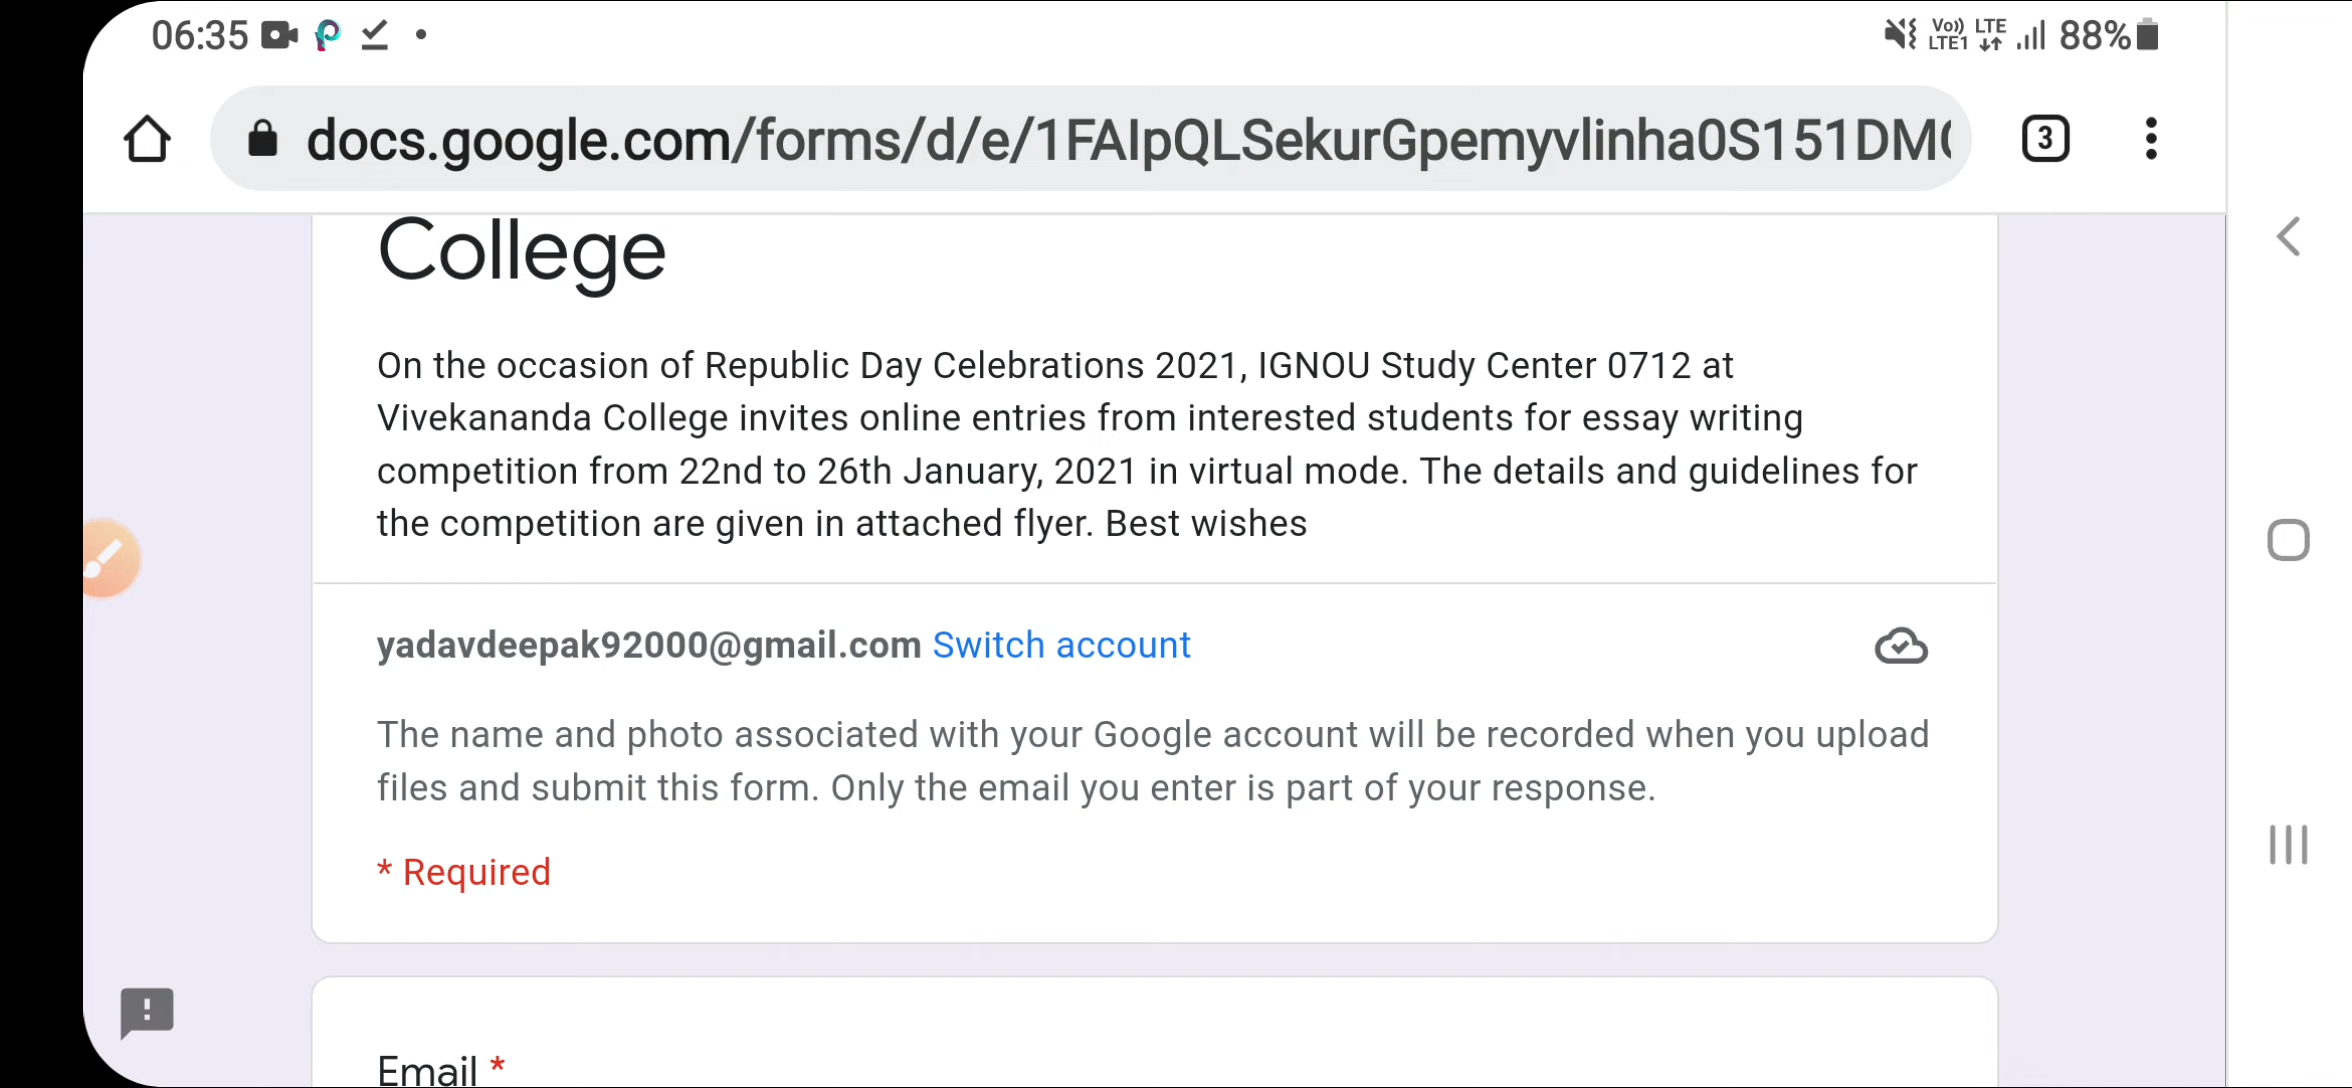 06:35
Vo)) LTE
LTE1
88%
docs.google.com/forms/d/e/1FAIpQLSekurGpemyvlinha0S151DM
3
College
On the occasion of Republic Day Celebrations 2021, IGNOU Study Center 0712 at
Vivekananda College invites online entries from interested students for essay writing
competition from 22nd to 26th January, 2021 in virtual mode. The details and guidelines for
the competition are given in attached flyer. Best wishes
yadavdeepak92000@gmail.com Switch account
The name and photo associated with your Google account will be recorded when you upload
files and submit this form. Only the email you enter is part of your response.
* Required
Email *